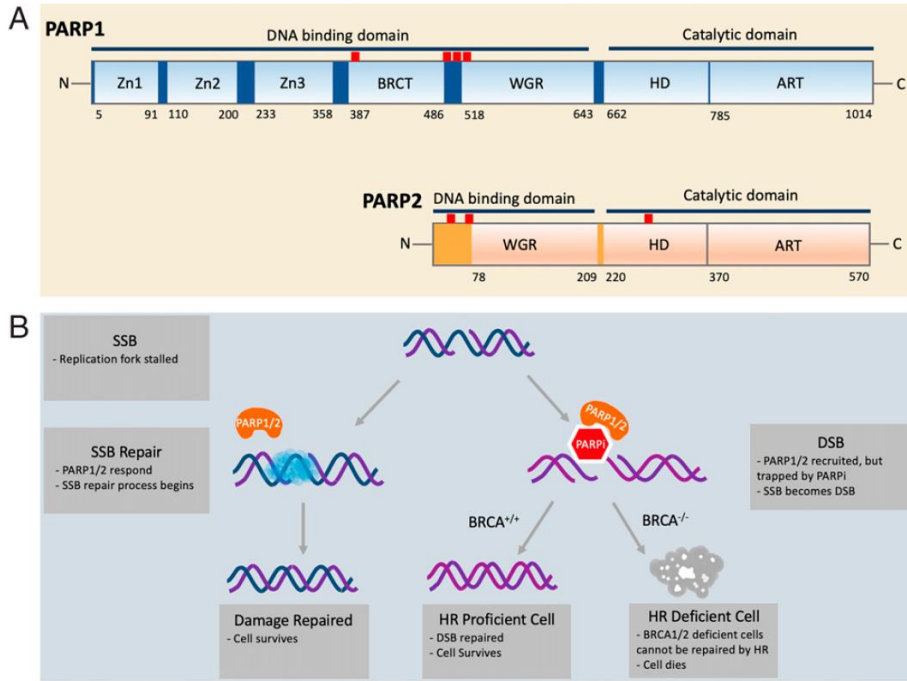 A
PARP1
DNA binding domain
Catalytic domain
N
Zn1
Zn2
Zn3
BRCT
WGR
HD
ART
C
5
91
110
200
233
358
387
486
518
643
662
785
1014
PARP2
DNA binding domain
Catalytic domain
N
WGR
HD
ART
C
78
209
220
370
570
B
SSB
- Replication fork stalled
PARP1/2
PARP1/2
PARPi
SSB Repair
- PARP1/2 respond
- SSB repair process begins
DSB
- PARP1/2 recruited, but
trapped by PARPi
- SSB becomes DSB
BRCA+/+
BRCA-/-
Damage Repaired
- Cell survives
HR Proficient Cell
- DSB repaired
- Cell Survives
HR Deficient Cell
- BRCA1/2 deficient cells
cannot be repaired by HR
- Cell dies